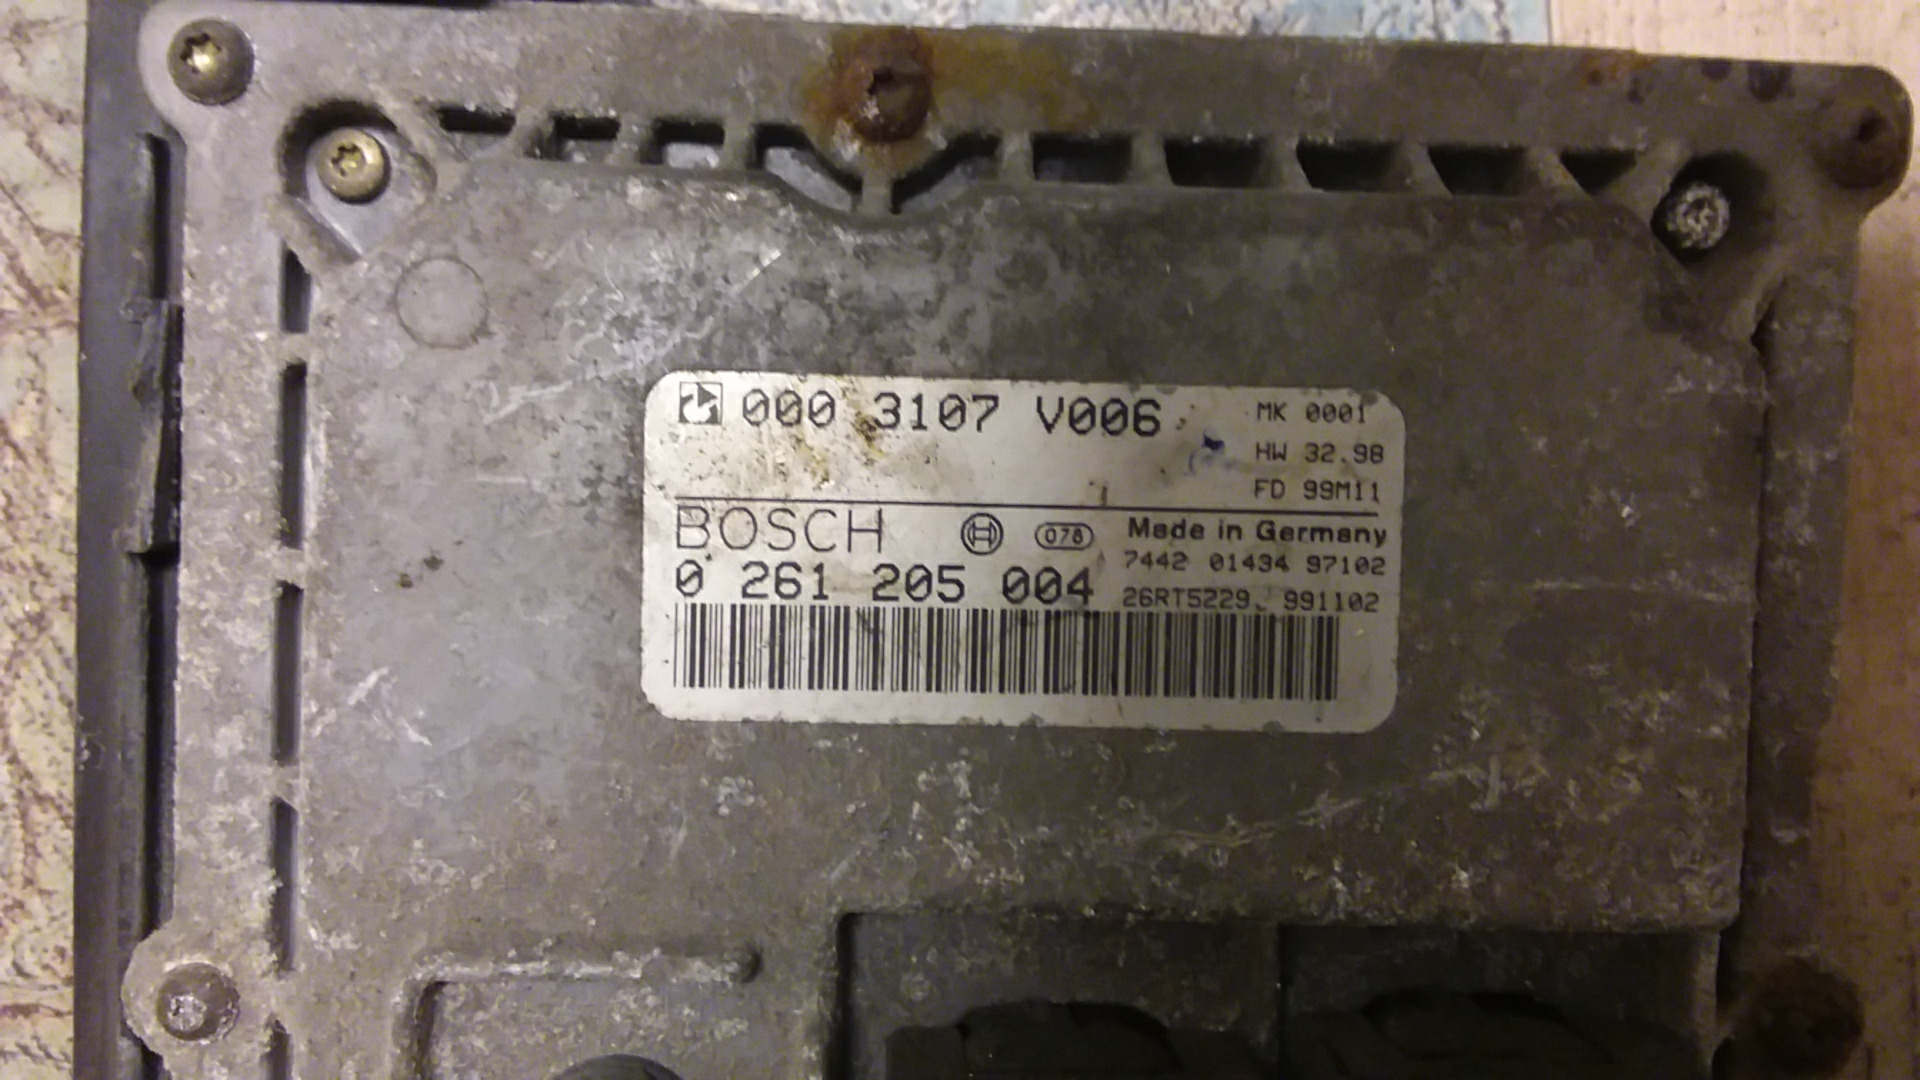 000 3107 V006 MK 0001
HW 32.98
FD 99M11
BOSCH 078 Made in Germany
7442 01434 97102
0 261 205 004 26RT5229 991102